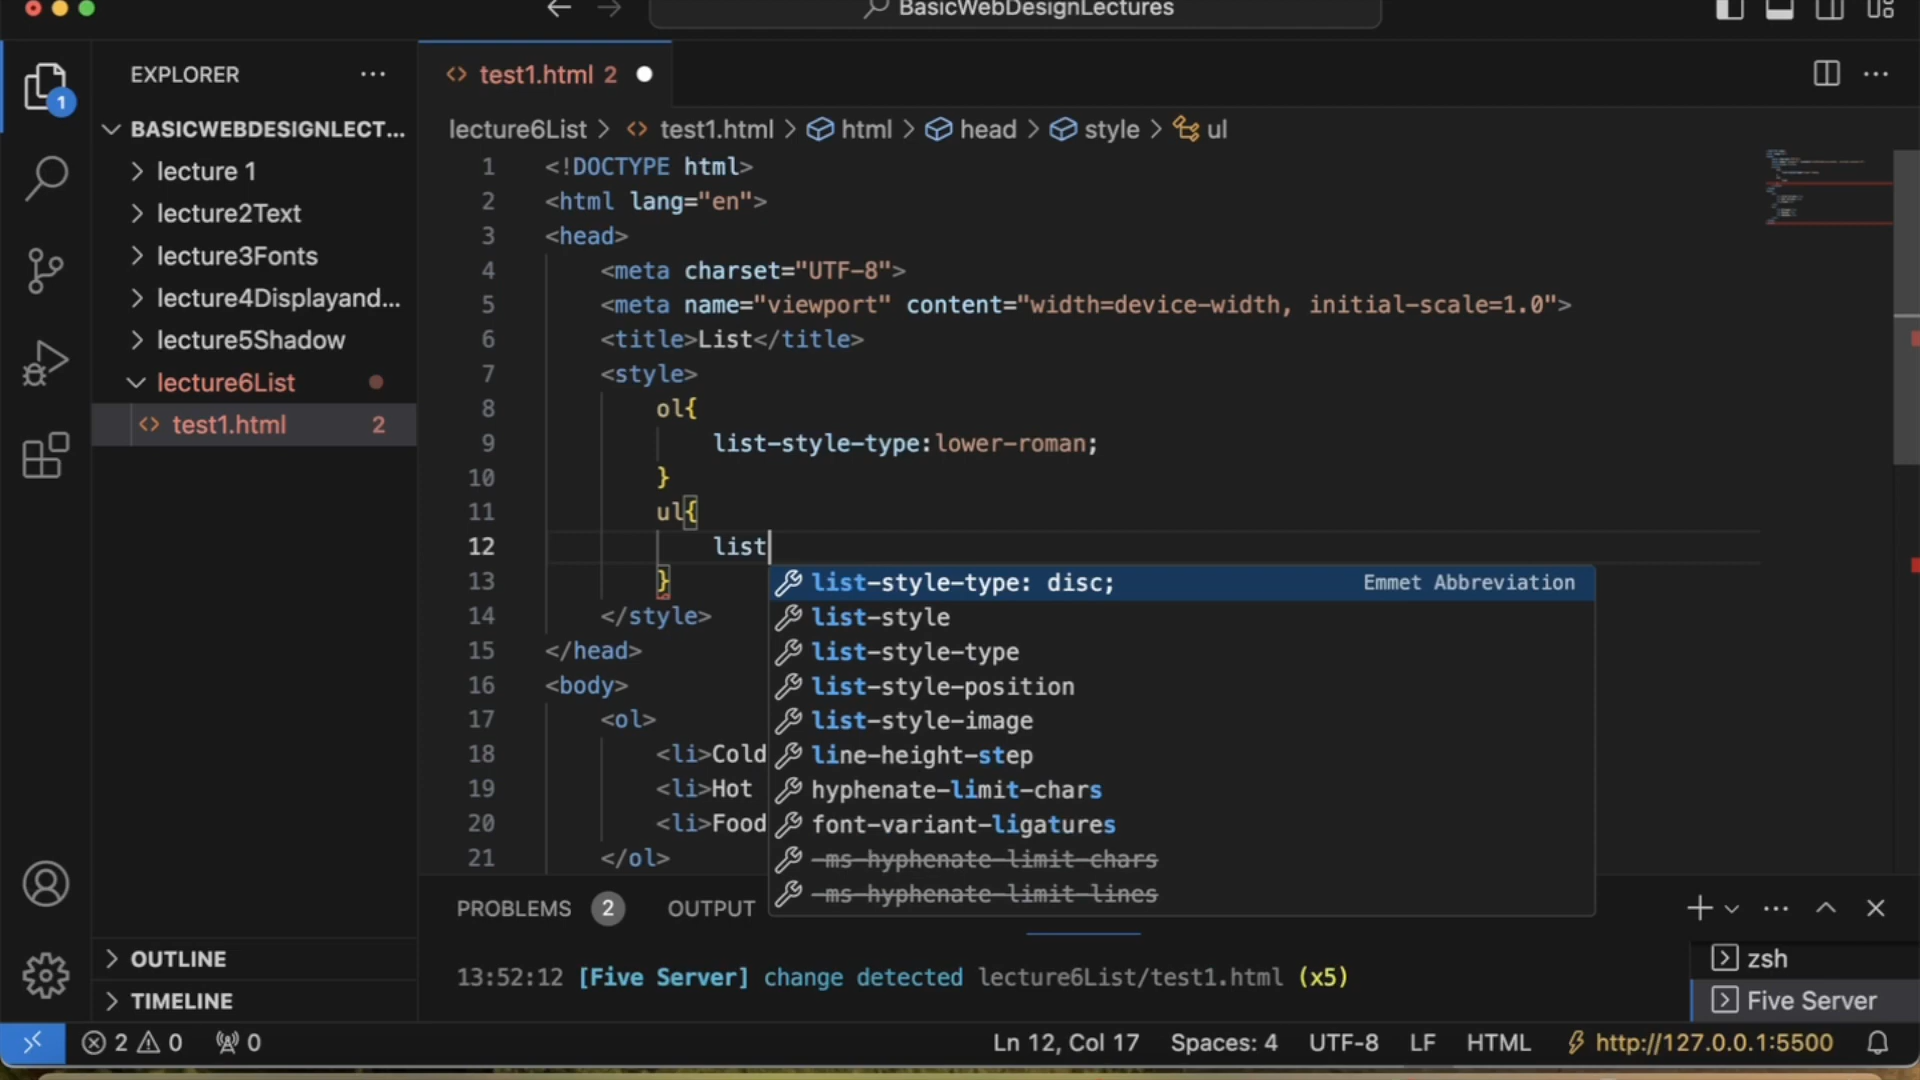 BasicWebDesignLectures
EXPLORER
1
BASICWEBDESIGNLECT...
lecture 1
lecture2Text
lecture3Fonts
lecture4Displayand...
lecture5Shadow
lecture6List
test1.html 2
OUTLINE
TIMELINE
test1.html 2
lecture6List > test1.html > html > head > style > ul
1 <!DOCTYPE html>
2 <html lang="en">
3 <head>
4 <meta charset="UTF-8">
5 <meta name="viewport" content="width=device-width, initial-scale=1.0">
6 <title>List</title>
7 <style>
8 ol{
9 list-style-type:lower-roman;
10 }
11 ul{
12 list
13 }
14 </style>
15 </head>
16 <body>
17 <ol>
18 <li>Cold
19 <li>Hot
20 <li>Food
21 </ol>
list-style-type: disc; Emmet Abbreviation
list-style
list-style-type
list-style-position
list-style-image
line-height-step
hyphenate-limit-chars
font-variant-ligatures
-ms-hyphenate-limit-chars
-ms-hyphenate-limit-lines
PROBLEMS 2 OUTPUT
13:52:12 [Five Server] change detected lecture6List/test1.html (x5)
zsh
Five Server
2 0 0 Ln 12, Col 17 Spaces: 4 UTF-8 LF HTML http://127.0.0.1:5500